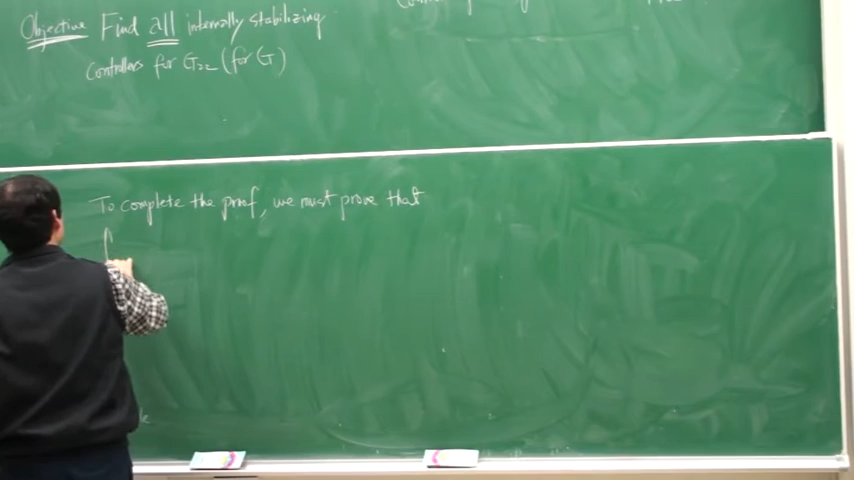 Objective Find all internally stabilizing
Controllers for G₂₂ (for G)
To complete the proof, we must prove that